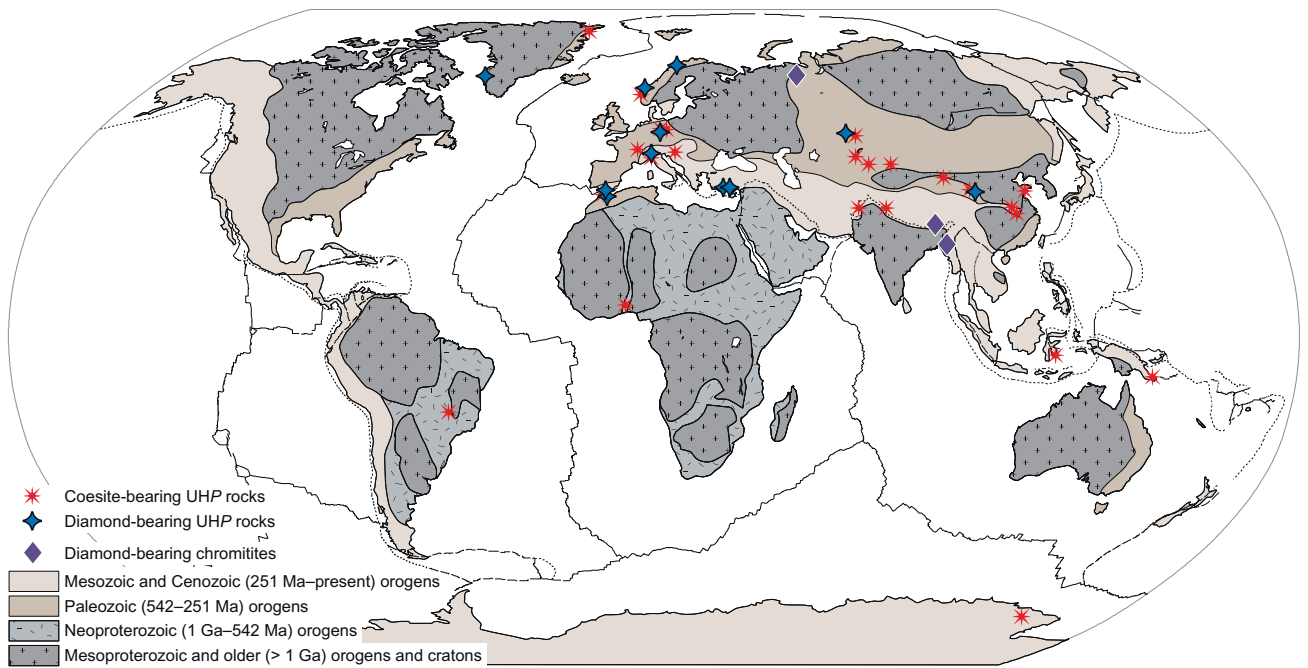 Coesite-bearing UHP rocks
Diamond-bearing UHP rocks
Diamond-bearing chromitites
Mesozoic and Cenozoic (251 Ma–present) orogens
Paleozoic (542–251 Ma) orogens
Neoproterozoic (1 Ga–542 Ma) orogens
Mesoproterozoic and older (> 1 Ga) orogens and cratons